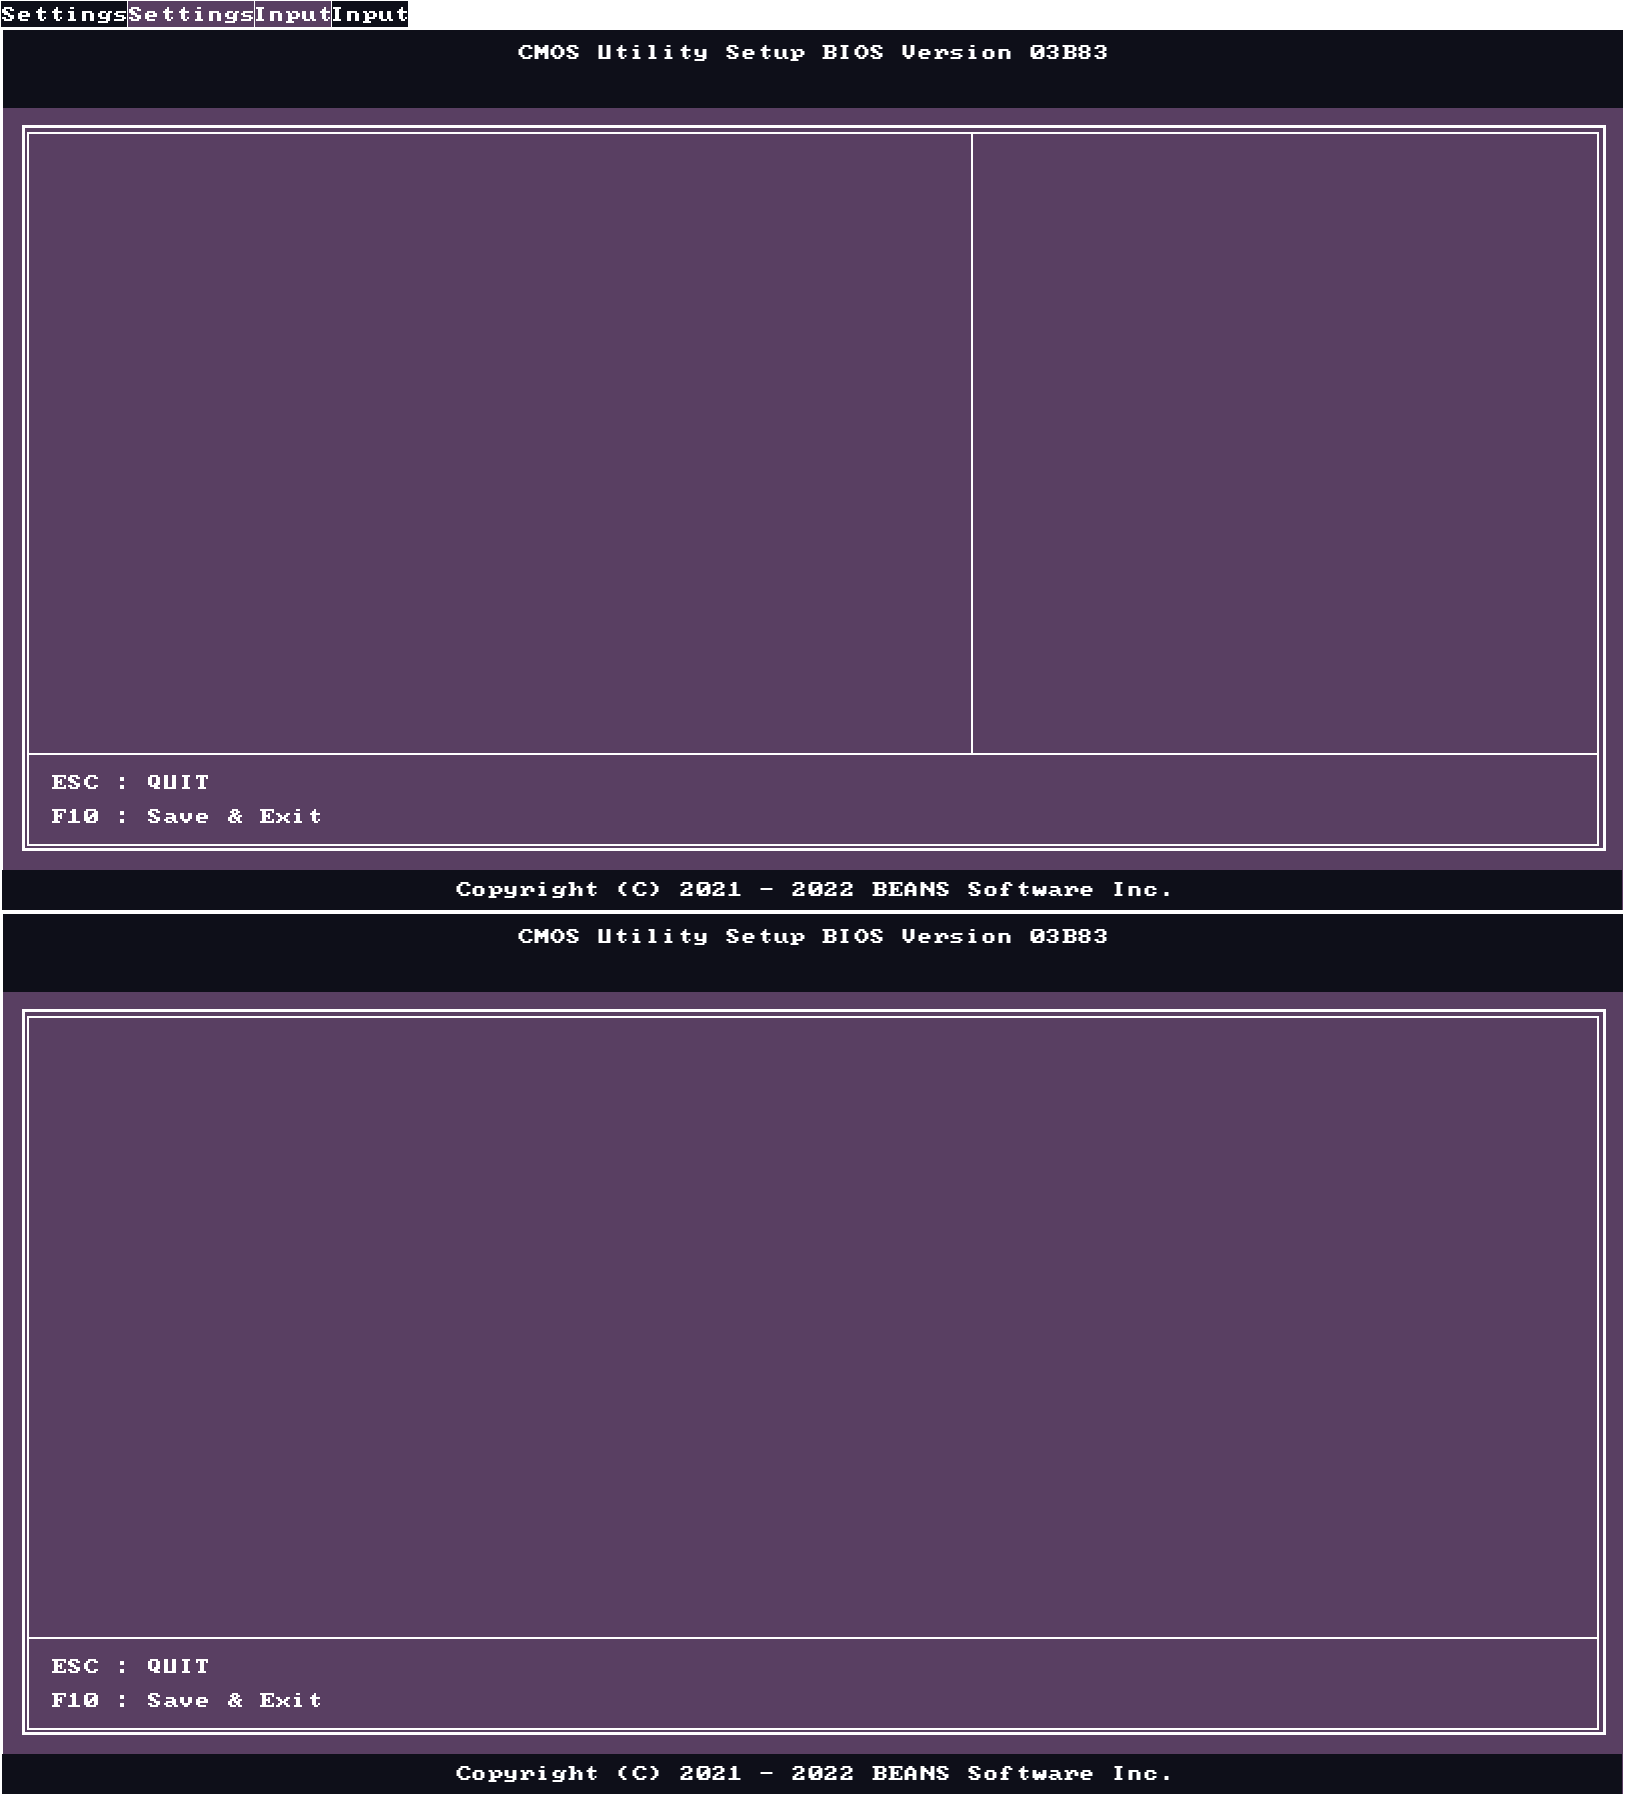 SettingsSettingsInputInput
CMOS Utility Setup BIOS Version 03B83
ESC : QUIT
F10 : Save & Exit
Copyright (C) 2021 - 2022 BEANS Software Inc.
CMOS Utility Setup BIOS Version 03B83
ESC : QUIT
F10 : Save & Exit
Copyright (C) 2021 - 2022 BEANS Software Inc.